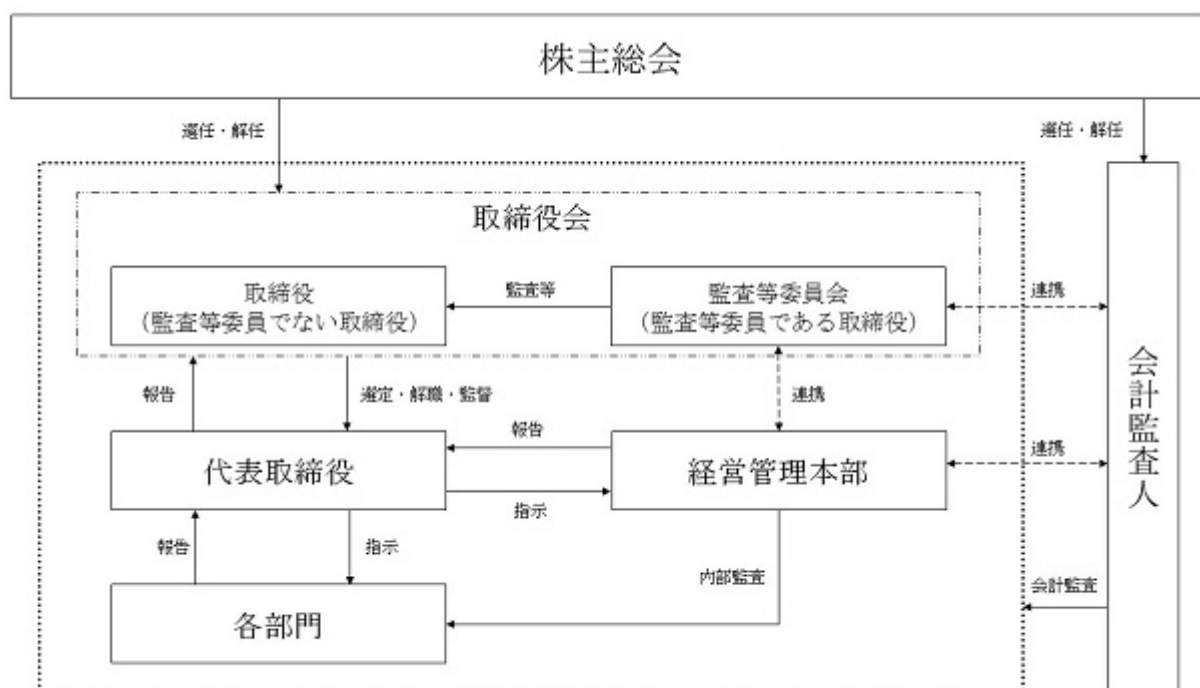 株主総会
選任・解任
選任・解任
取締役会
取締役
(監査等委員でない取締役)
監査等
監査等委員会
(監査等委員である取締役)
連携
報告
選定・解職・監督
連携
代表取締役
報告
指示
経営管理本部
連携
会計監査人
報告
指示
内部監査
会計監査
各部門